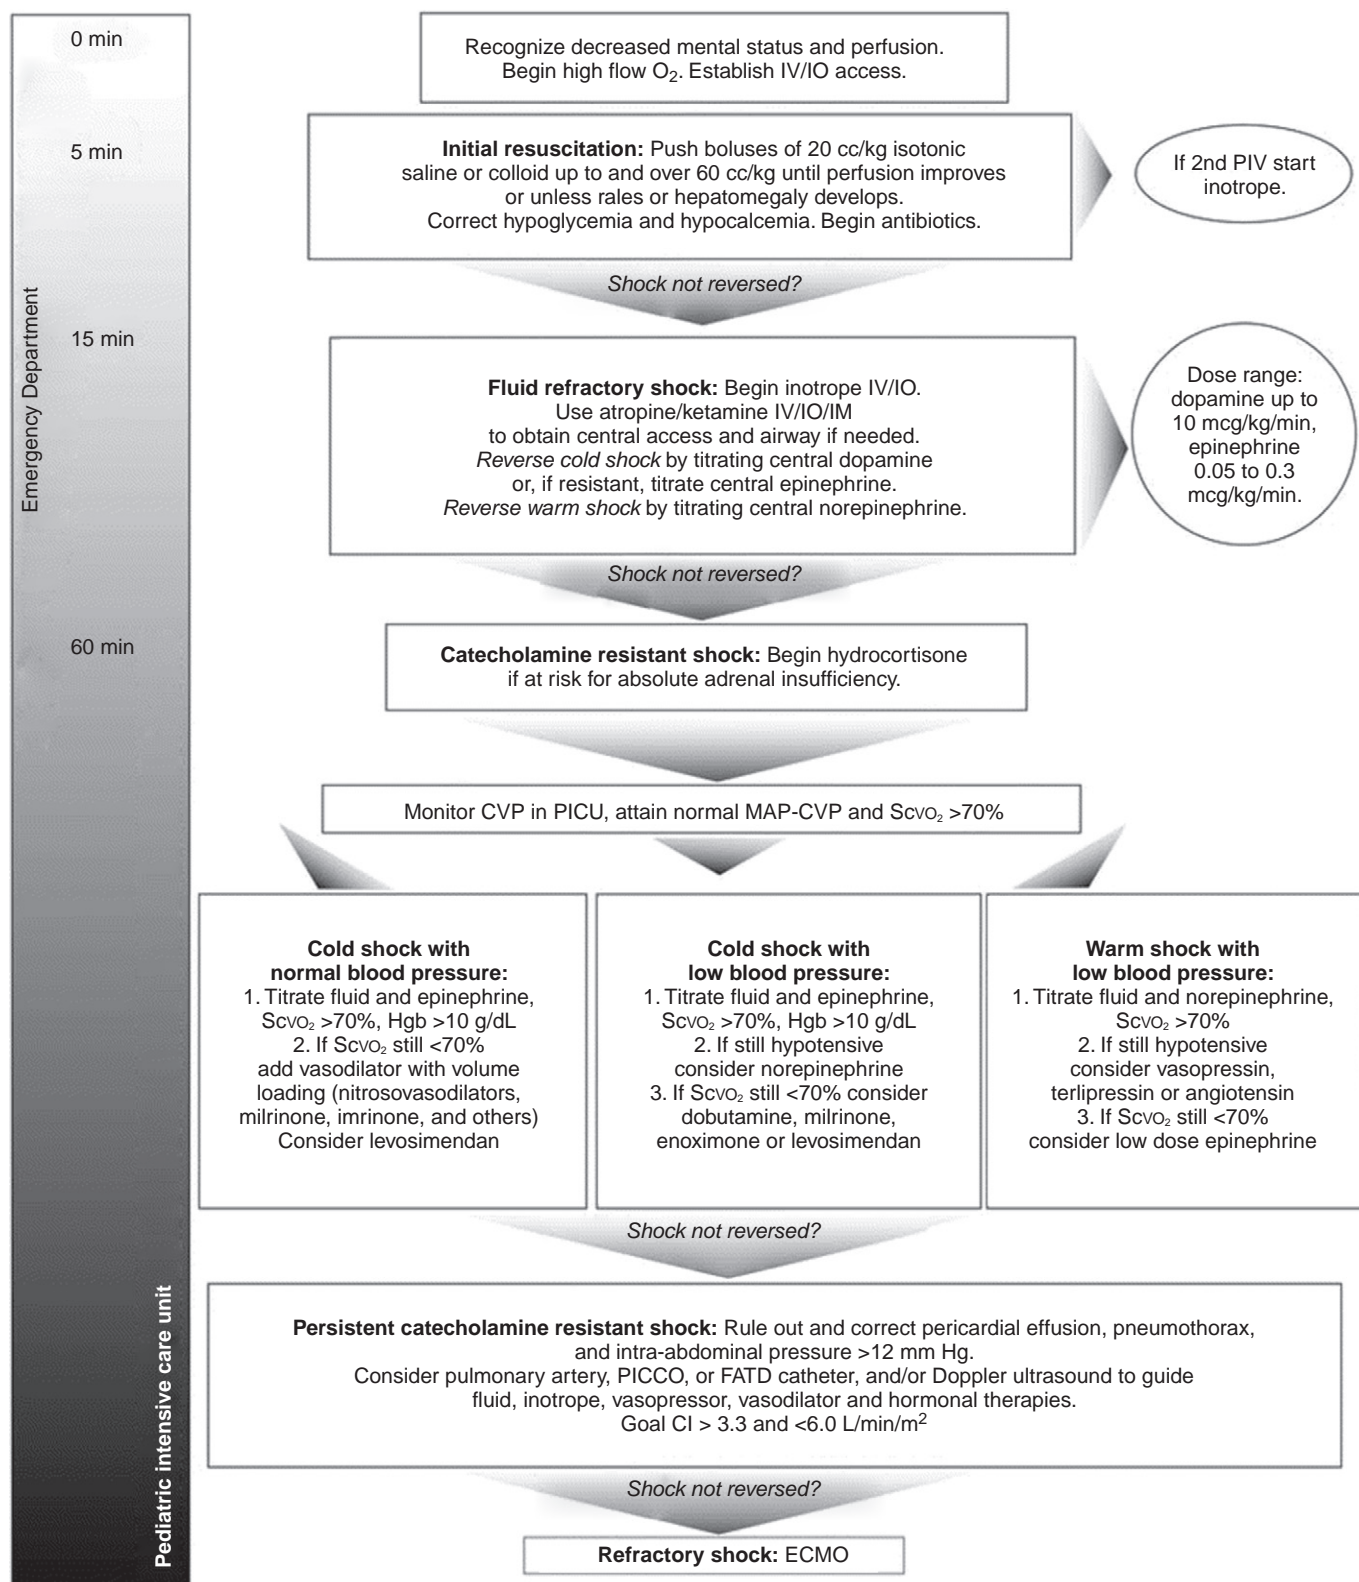 0 min
Recognize decreased mental status and perfusion.
Begin high flow O2. Establish IV/IO access.
5 min
Initial resuscitation: Push boluses of 20 cc/kg isotonic
saline or colloid up to and over 60 cc/kg until perfusion improves
or unless rales or hepatomegaly develops.
Correct hypoglycemia and hypocalcemia. Begin antibiotics.
If 2nd PIV start
inotrope.
Shock not reversed?
Emergency Department
15 min
Fluid refractory shock: Begin inotrope IV/IO.
Use atropine/ketamine IV/IO/IM
to obtain central access and airway if needed.
Reverse cold shock by titrating central dopamine
or, if resistant, titrate central epinephrine.
Reverse warm shock by titrating central norepinephrine.
Dose range:
dopamine up to
10 mcg/kg/min,
epinephrine
0.05 to 0.3
mcg/kg/min.
Shock not reversed?
60 min
Catecholamine resistant shock: Begin hydrocortisone
if at risk for absolute adrenal insufficiency.
Monitor CVP in PICU, attain normal MAP-CVP and ScVO2 >70%
Cold shock with
normal blood pressure:
1. Titrate fluid and epinephrine,
ScVO2 >70%, Hgb >10 g/dL
2. If ScVO2 still <70%
add vasodilator with volume
loading (nitrosovasodilators,
milrinone, imrinone, and others)
Consider levosimendan
Cold shock with
low blood pressure:
1. Titrate fluid and epinephrine,
ScVO2 >70%, Hgb >10 g/dL
2. If still hypotensive
consider norepinephrine
3. If ScVO2 still <70% consider
dobutamine, milrinone,
enoximone or levosimendan
Warm shock with
low blood pressure:
1. Titrate fluid and norepinephrine,
ScVO2 >70%
2. If still hypotensive
consider vasopressin,
terlipressin or angiotensin
3. If ScVO2 still <70%
consider low dose epinephrine
Shock not reversed?
Pediatric intensive care unit
Persistent catecholamine resistant shock: Rule out and correct pericardial effusion, pneumothorax,
and intra-abdominal pressure >12 mm Hg.
Consider pulmonary artery, PICCO, or FATD catheter, and/or Doppler ultrasound to guide
fluid, inotrope, vasopressor, vasodilator and hormonal therapies.
Goal CI > 3.3 and <6.0 L/min/m2
Shock not reversed?
Refractory shock: ECMO